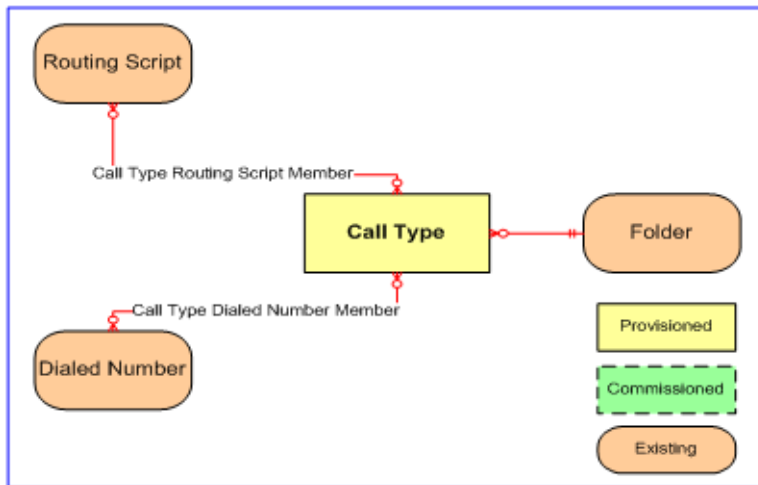 Routing Script
Call Type Routing Script Member
Call Type
Folder
Call Type Dialed Number Member
Provisioned
Dialed Number
Commissioned
Existing